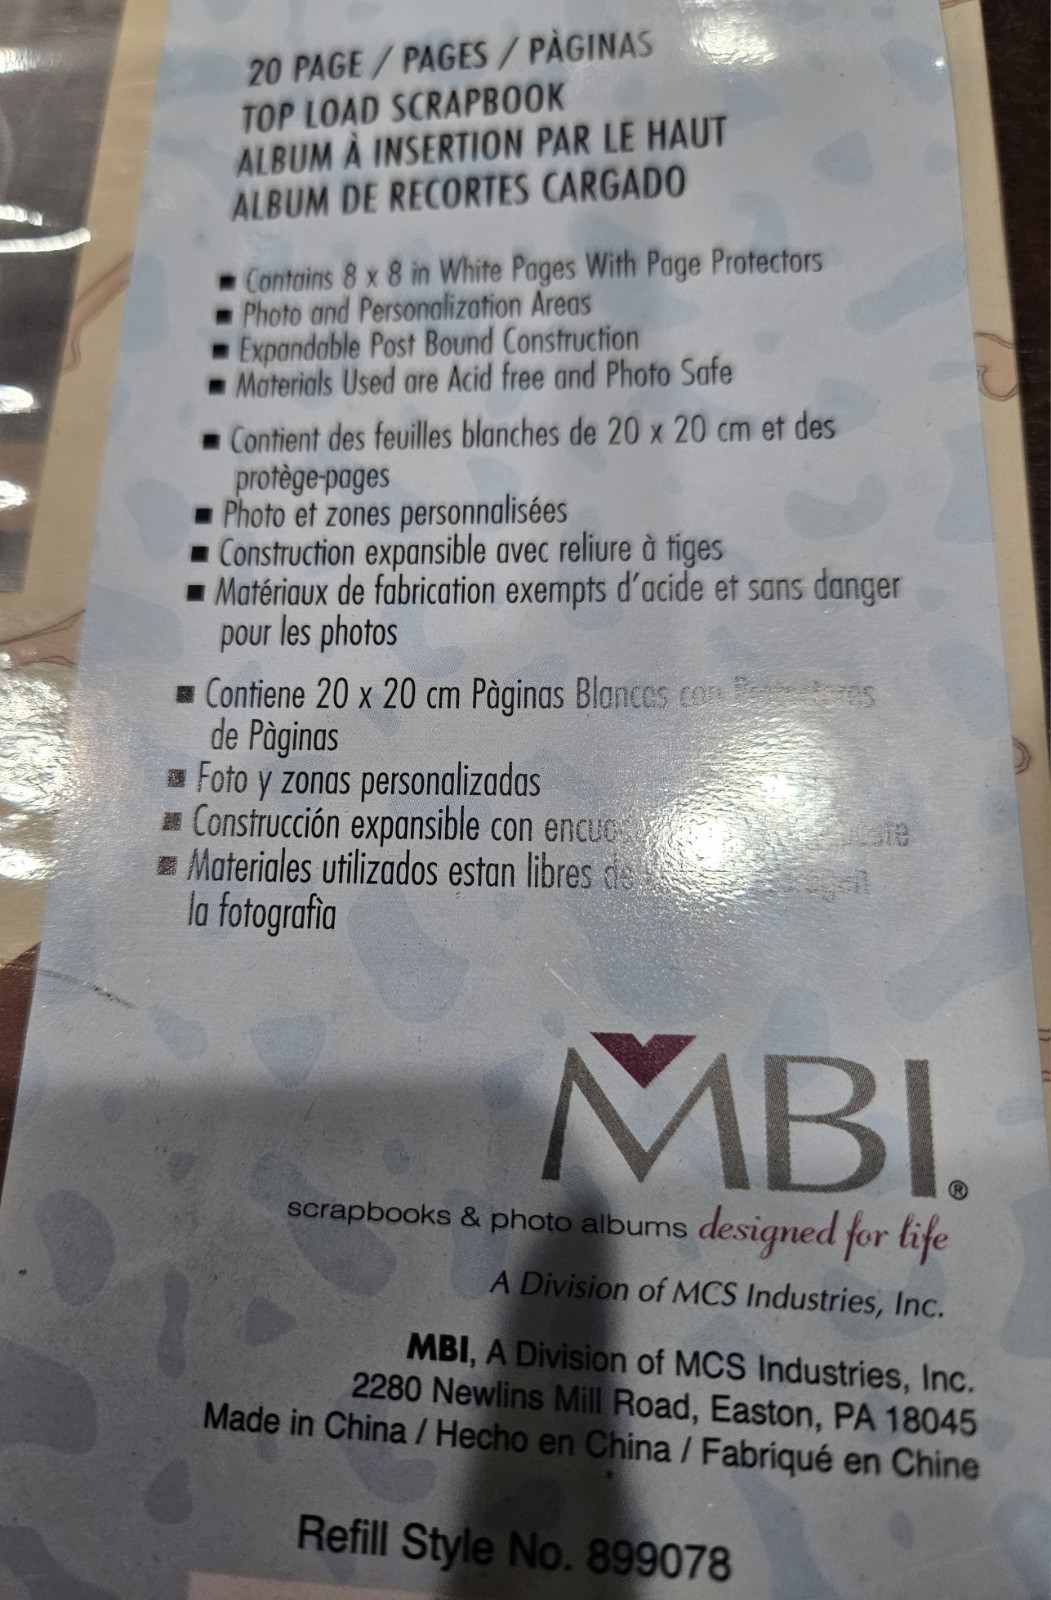 20 PAGE / PAGES / PÀGINAS
TOP LOAD SCRAPBOOK
ALBUM À INSERTION PAR LE HAUT
ALBUM DE RECORTES CARGADO
▪ Contains 8 x 8 in White Pages With Page Protectors
▪ Photo and Personalization Areas
▪ Expandable Post Bound Construction
▪ Materials Used are Acid free and Photo Safe
▪ Contient des feuilles blanches de 20 x 20 cm et des
protège-pages
▪ Photo et zones personnalisées
▪ Construction expansible avec reliure à tiges
▪ Matériaux de fabrication exempts d'acide et sans danger
pour les photos
▪ Contiene 20 x 20 cm Pàginas Blancas con Protectores
de Pàginas
▪ Foto y zonas personalizadas
▪ Construcción expansible con
▪ Materiales utilizados estan libres de
la fotografìa
MBI®
scrapbooks & photo albums designed for life
A Division of MCS Industries, Inc.
MBI, A Division of MCS Industries, Inc.
2280 Newlins Mill Road, Easton, PA 18045
Made in China / Hecho en China / Fabriqué en Chine
Refill Style No. 899078